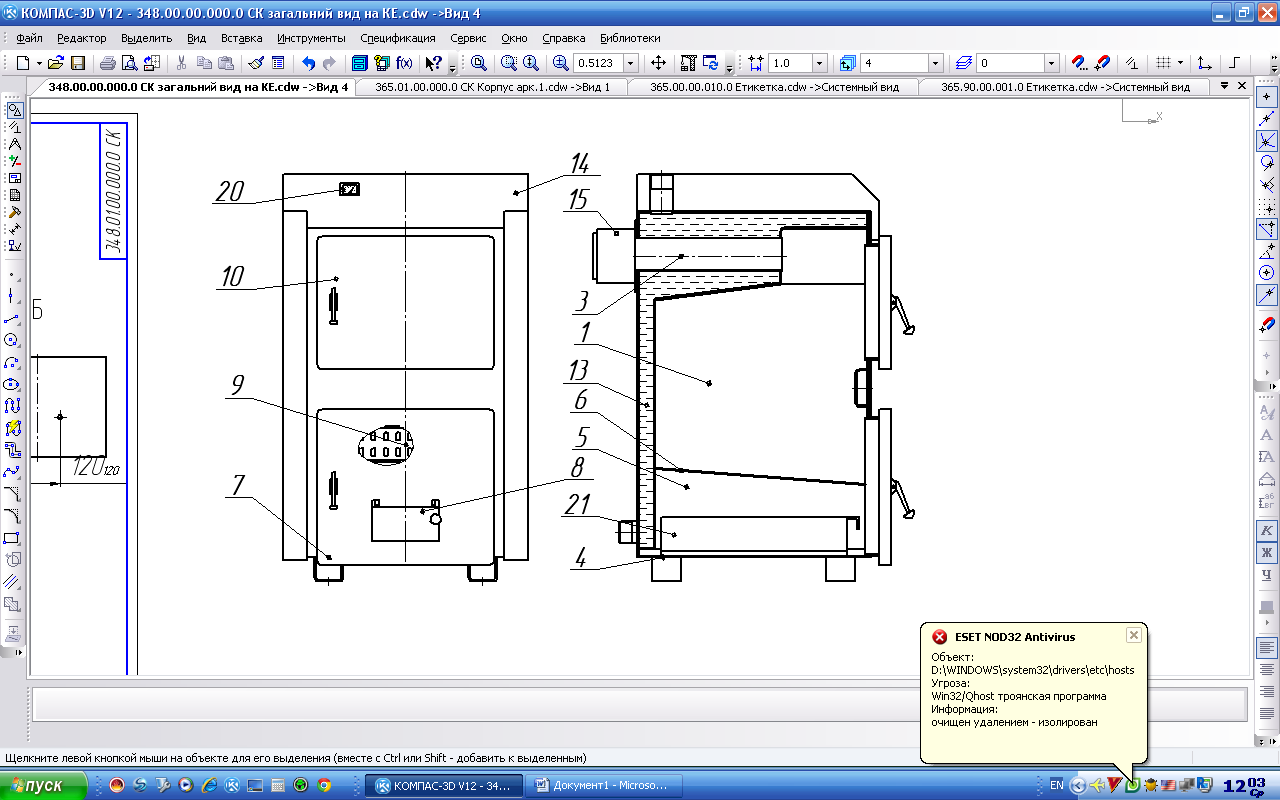 КОМПАС-3D V12 - 348.00.00.000.0 СК загальний вид на КЕ.cdw ->Вид 4
Файл Редактор Выделить Вид Вставка Инструменты Спецификация Сервис Окно Справка Библиотеки
f(x) 0.5123 1.0 4 0
348.00.00.000.0 СК загальний вид на КЕ.cdw ->Вид 4
365.01.00.000.0 СК Корпус арк.1.cdw ->Вид 1
365.00.00.010.0 Етикетка.cdw ->Системный вид
365.90.00.001.0 Етикетка.cdw ->Системный вид
X
348.01.00.000.0 СК
Б
120 120
20
14
15
10
3
1
13
9
6
5
8
7
21
4
К
Ж
Ч
ESET NOD32 Antivirus
Объект:
D:\WINDOWS\system32\drivers\etc\hosts
Угроза:
Win32/Qhost троянская программа
Информация:
очищен удалением - изолирован
Щелкните левой кнопкой мыши на объекте для его выделения (вместе с Ctrl или Shift - добавить к выделенным)
пуск
КОМПАС-3D V12 - 34...
Документ1 - Microso...
EN
12 03
Ср